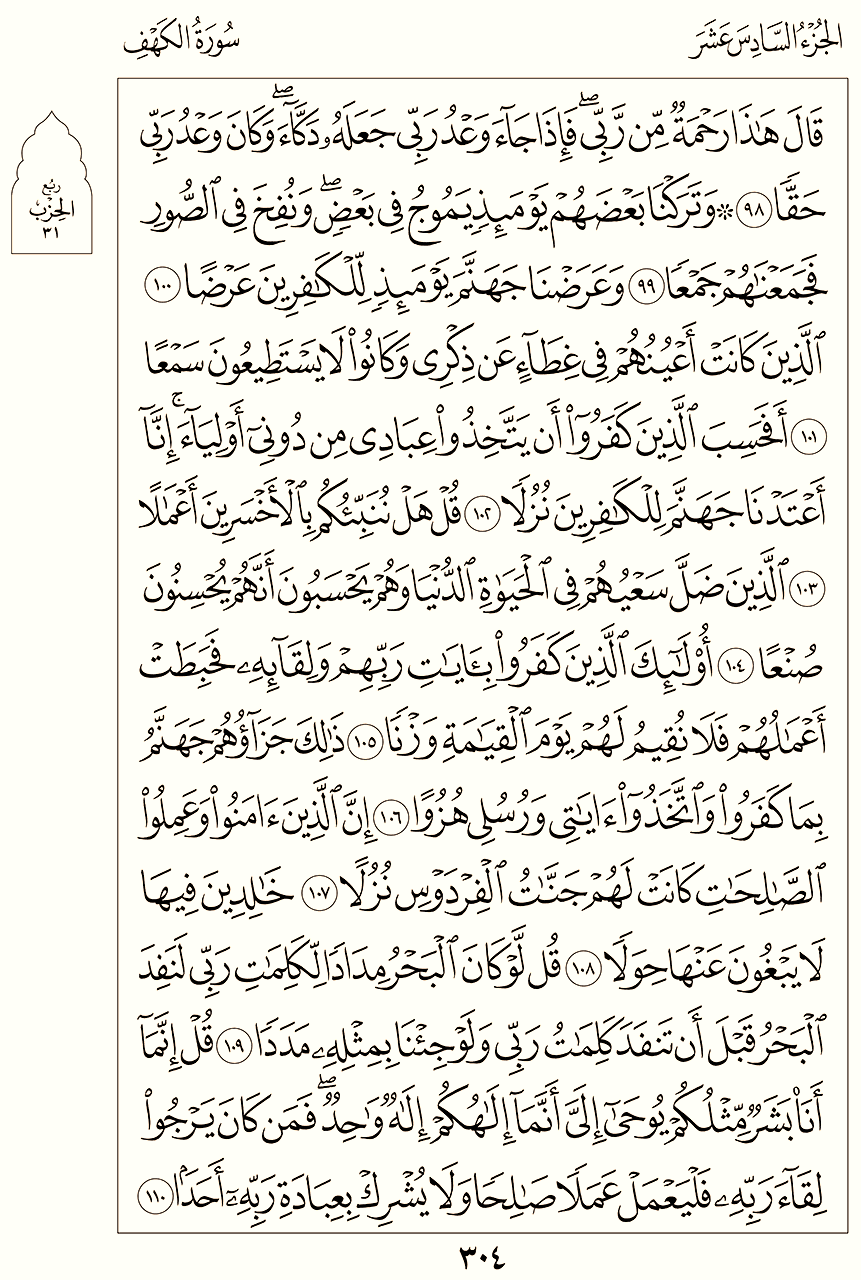 الجُزْءُ السَّادِسَ عَشَرَ
سُورَةُ الكَهْفِ
قَالَ هَٰذَا رَحْمَةٌ مِّن رَّبِّيۖ فَإِذَا جَآءَ وَعْدُ رَبِّي جَعَلَهُۥ دَكَّآءَۖ وَكَانَ وَعْدُ رَبِّي
حَقًّا ٩٨ ۞ وَتَرَكْنَا بَعْضَهُمْ يَوْمَئِذٍ يَمُوجُ فِي بَعْضٍۖ وَنُفِخَ فِي ٱلصُّورِ
فَجَمَعْنَٰهُمْ جَمْعًا ٩٩ وَعَرَضْنَا جَهَنَّمَ يَوْمَئِذٍ لِّلْكَٰفِرِينَ عَرْضًا ١٠٠
ٱلَّذِينَ كَانَتْ أَعْيُنُهُمْ فِي غِطَآءٍ عَن ذِكْرِي وَكَانُوا۟ لَا يَسْتَطِيعُونَ سَمْعًا
١٠١ أَفَحَسِبَ ٱلَّذِينَ كَفَرُوٓا۟ أَن يَتَّخِذُوا۟ عِبَادِي مِن دُونِيٓ أَوْلِيَآءَۚ إِنَّآ
أَعْتَدْنَا جَهَنَّمَ لِلْكَٰفِرِينَ نُزُلًا ١٠٢ قُلْ هَلْ نُنَبِّئُكُم بِٱلْأَخْسَرِينَ أَعْمَٰلًا
١٠٣ ٱلَّذِينَ ضَلَّ سَعْيُهُمْ فِي ٱلْحَيَوٰةِ ٱلدُّنْيَا وَهُمْ يَحْسَبُونَ أَنَّهُمْ يُحْسِنُونَ
صُنْعًا ١٠٤ أُو۟لَٰٓئِكَ ٱلَّذِينَ كَفَرُوا۟ بِـَٔايَٰتِ رَبِّهِمْ وَلِقَآئِهِۦ فَحَبِطَتْ
أَعْمَٰلُهُمْ فَلَا نُقِيمُ لَهُمْ يَوْمَ ٱلْقِيَٰمَةِ وَزْنًا ١٠٥ ذَٰلِكَ جَزَآؤُهُمْ جَهَنَّمُ
بِمَا كَفَرُوا۟ وَٱتَّخَذُوٓا۟ ءَايَٰتِي وَرُسُلِي هُزُوًا ١٠٦ إِنَّ ٱلَّذِينَ ءَامَنُوا۟ وَعَمِلُوا۟
ٱلصَّٰلِحَٰتِ كَانَتْ لَهُمْ جَنَّٰتُ ٱلْفِرْدَوْسِ نُزُلًا ١٠٧ خَٰلِدِينَ فِيهَا
لَا يَبْغُونَ عَنْهَا حِوَلًا ١٠٨ قُل لَّوْ كَانَ ٱلْبَحْرُ مِدَادًا لِّكَلِمَٰتِ رَبِّي لَنَفِدَ
ٱلْبَحْرُ قَبْلَ أَن تَنفَدَ كَلِمَٰتُ رَبِّي وَلَوْ جِئْنَا بِمِثْلِهِۦ مَدَدًا ١٠٩ قُلْ إِنَّمَآ
أَنَا۠ بَشَرٌ مِّثْلُكُمْ يُوحَىٰٓ إِلَيَّ أَنَّمَآ إِلَٰهُكُمْ إِلَٰهٌ وَٰحِدٌۖ فَمَن كَانَ يَرْجُوا۟
لِقَآءَ رَبِّهِۦ فَلْيَعْمَلْ عَمَلًا صَٰلِحًا وَلَا يُشْرِكْ بِعِبَادَةِ رَبِّهِۦٓ أَحَدًۢا ١١٠
رُبْع
الحِزْبِ
٣١
٣٠٤